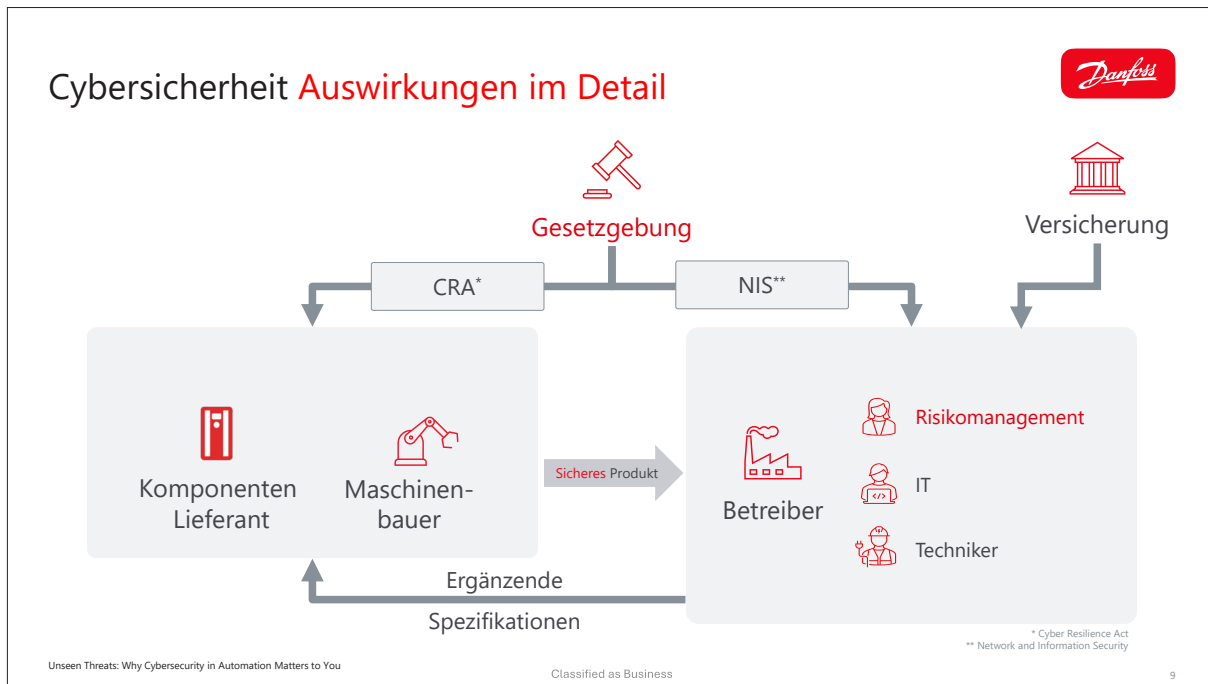 Cybersicherheit Auswirkungen im Detail
Danfoss
Gesetzgebung
Versicherung
CRA*
NIS**
Komponenten
Lieferant
Maschinen-
bauer
Sicheres Produkt
Betreiber
Risikomanagement
</>
IT
Techniker
Ergänzende
Spezifikationen
* Cyber Resilience Act
** Network and Information Security
Unseen Threats: Why Cybersecurity in Automation Matters to You
Classified as Business
9